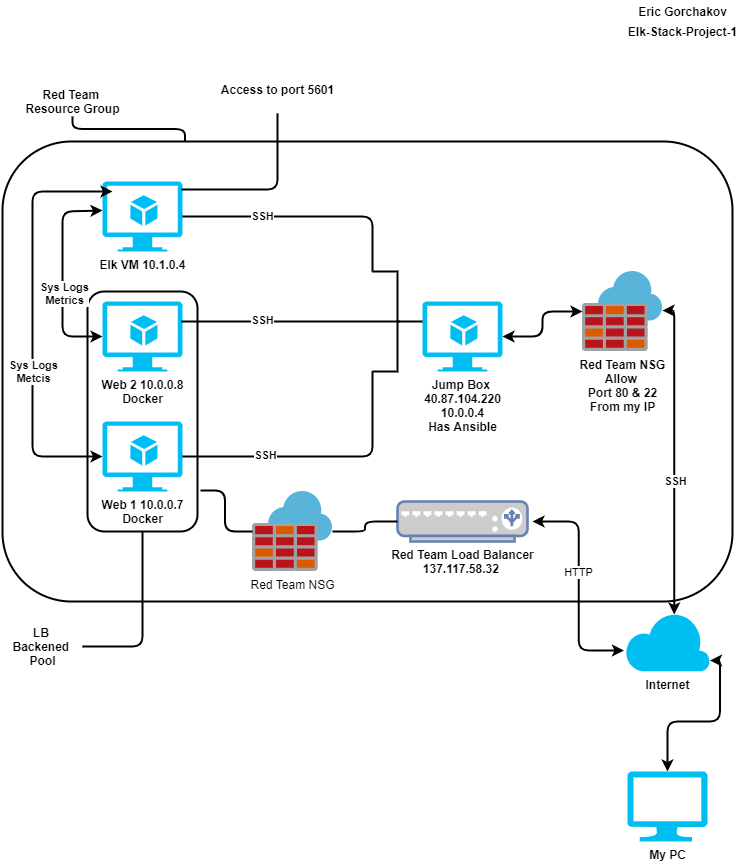 Eric Gorchakov
Elk-Stack-Project-1
Access to port 5601
Red Team
Resource Group
SSH
Elk VM 10.1.0.4
Sys Logs
Metrics
SSH
Web 2 10.0.0.8
Docker
Sys Logs
Metcis
Jump Box
40.87.104.220
10.0.0.4
Has Ansible
Red Team NSG
Allow
Port 80 & 22
From my IP
SSH
Web 1 10.0.0.7
Docker
SSH
Red Team NSG
Red Team Load Balancer
137.117.58.32
HTTP
LB
Backened
Pool
Internet
My PC